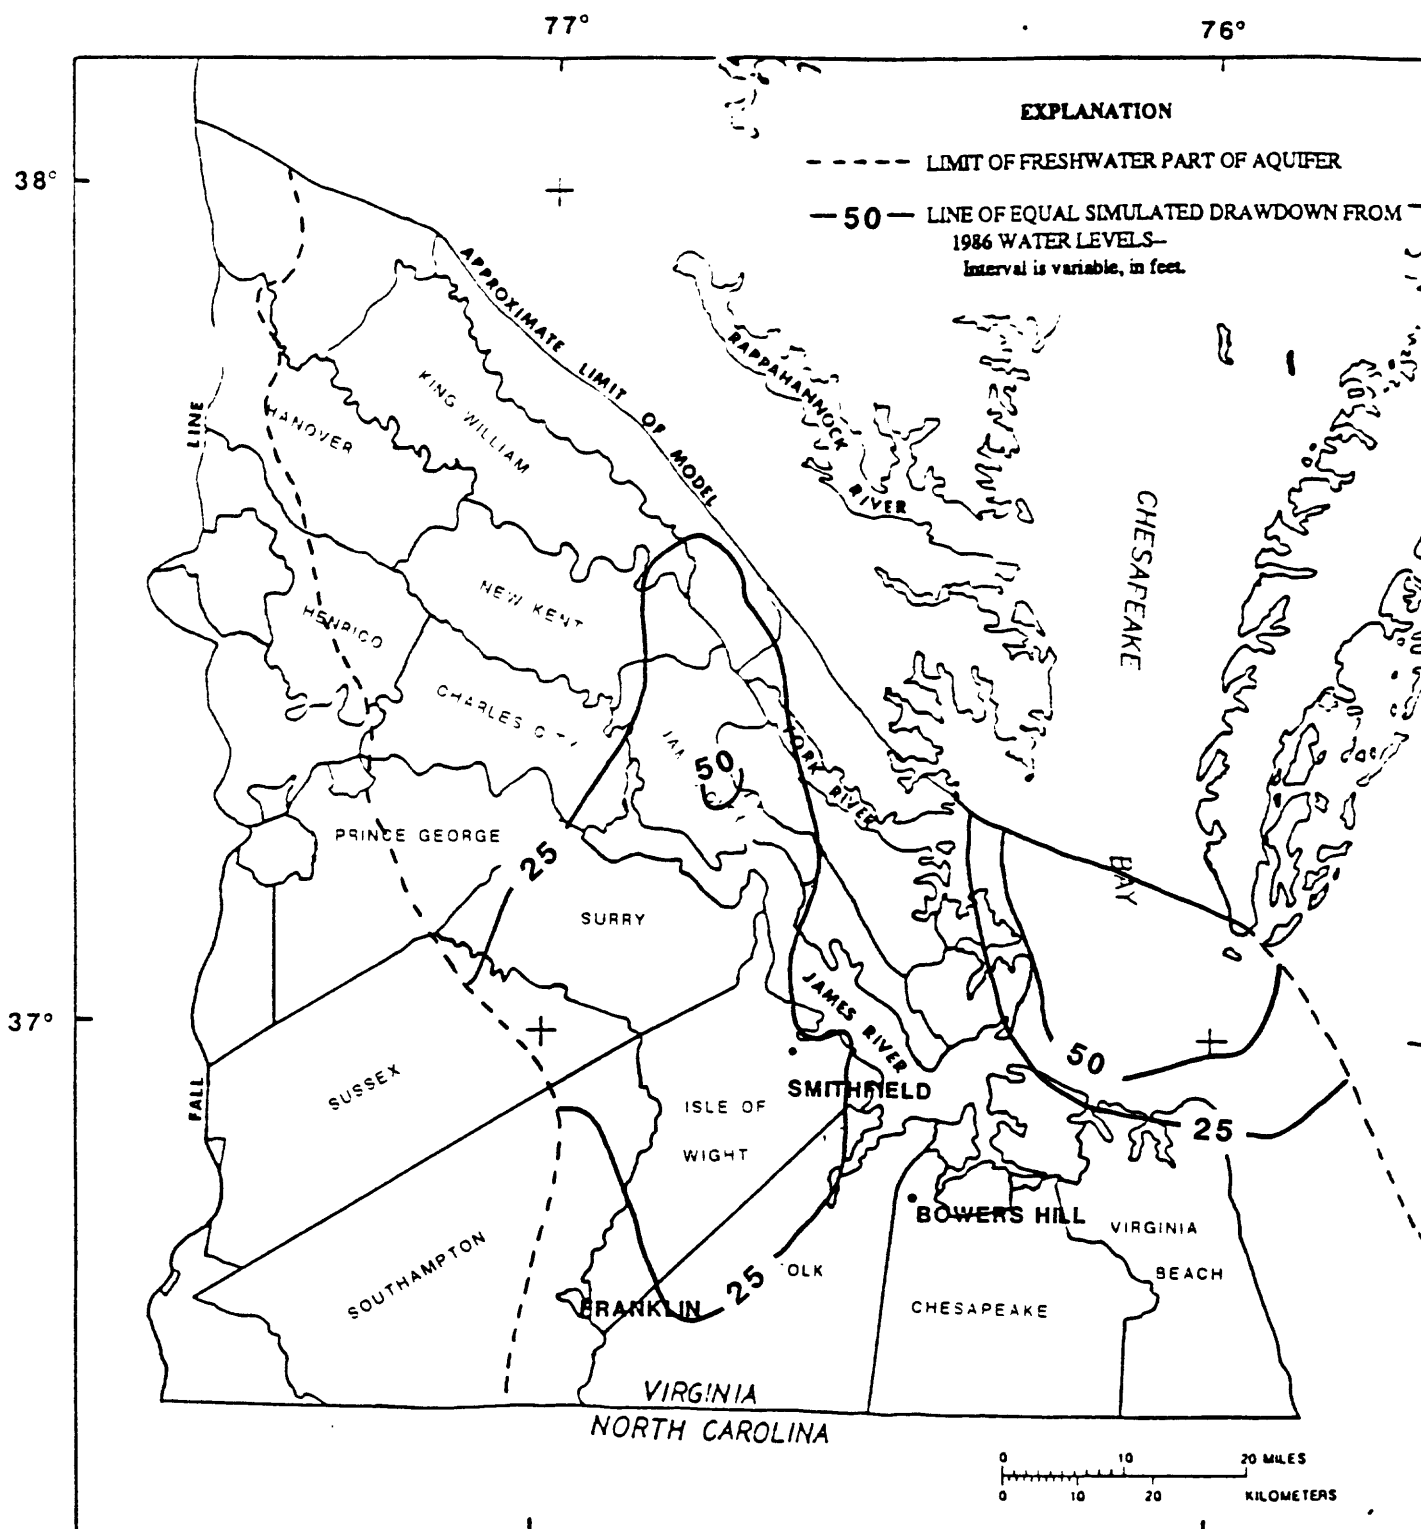 77°
76°
EXPLANATION
LIMIT OF FRESHWATER PART OF AQUIFER
38°
50 LINE OF EQUAL SIMULATED DRAWDOWN FROM
1986 WATER LEVELS–
Interval is variable, in feet.
APPROXIMATE LIMIT OF MODEL
RAPPAHANNOCK
RIVER
LINE
HANOVER
KING WILLIAM
CHESAPEAKE
BAY
NEW KENT
HENRICO
CHARLES CITY
JAM
50
YORK RIVER
PRINCE GEORGE
25
SURRY
JAMES RIVER
37°
50
SMITHFIELD
SUSSEX
FALL
ISLE OF
WIGHT
25
BOWERS HILL
VIRGINIA
BEACH
SOUTHAMPTON
25
OLK
FRANKLIN
CHESAPEAKE
VIRGINIA
NORTH CAROLINA
0 10 20 MILES
0 10 20 KILOMETERS